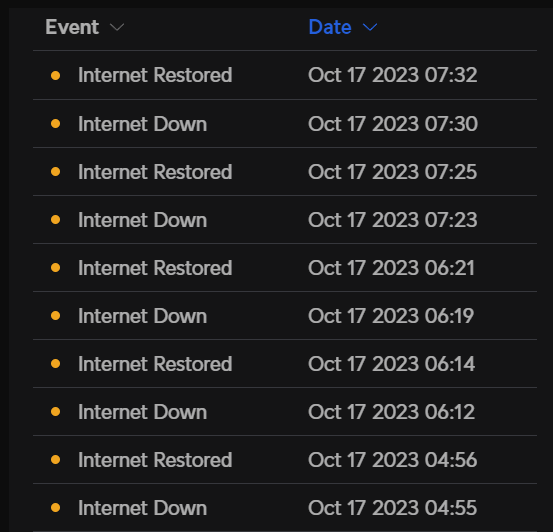 Event Date
Internet Restored Oct 17 2023 07:32
Internet Down Oct 17 2023 07:30
Internet Restored Oct 17 2023 07:25
Internet Down Oct 17 2023 07:23
Internet Restored Oct 17 2023 06:21
Internet Down Oct 17 2023 06:19
Internet Restored Oct 17 2023 06:14
Internet Down Oct 17 2023 06:12
Internet Restored Oct 17 2023 04:56
Internet Down Oct 17 2023 04:55